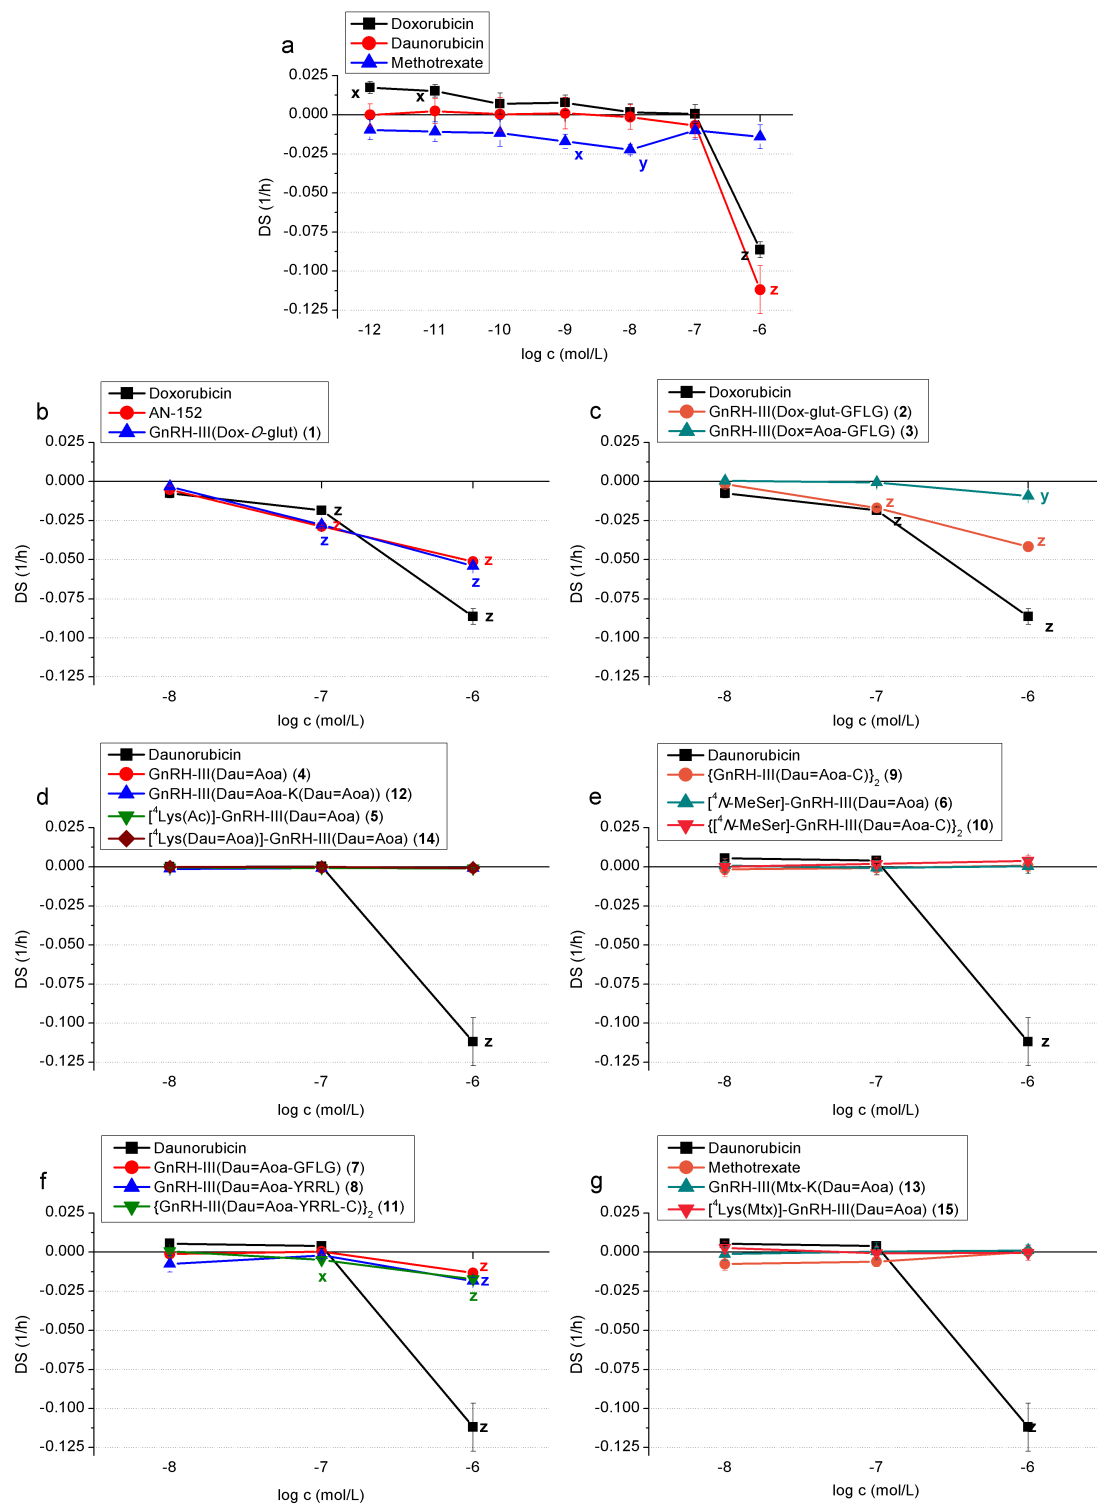 a
Doxorubicin
Daunorubicin
Methotrexate
0.025
0.000
-0.025
-0.050
-0.075
-0.100
-0.125
DS (1/h)
x
x
x
y
z
z
-12 -11 -10 -9 -8 -7 -6
log c (mol/L)
b
Doxorubicin
AN-152
GnRH-III(Dox-O-glut) (1)
0.025
0.000
-0.025
-0.050
-0.075
-0.100
-0.125
DS (1/h)
z
z
z
z
z
z
-8 -7 -6
log c (mol/L)
c
Doxorubicin
GnRH-III(Dox-glut-GFLG) (2)
GnRH-III(Dox=Aoa-GFLG) (3)
0.025
0.000
-0.025
-0.050
-0.075
-0.100
-0.125
DS (1/h)
z
z
y
z
z
-8 -7 -6
log c (mol/L)
d
Daunorubicin
GnRH-III(Dau=Aoa) (4)
GnRH-III(Dau=Aoa-K(Dau=Aoa)) (12)
[⁴Lys(Ac)]-GnRH-III(Dau=Aoa) (5)
[⁴Lys(Dau=Aoa)]-GnRH-III(Dau=Aoa) (14)
0.025
0.000
-0.025
-0.050
-0.075
-0.100
-0.125
DS (1/h)
z
-8 -7 -6
log c (mol/L)
e
Daunorubicin
{GnRH-III(Dau=Aoa-C)}₂ (9)
[⁴N-MeSer]-GnRH-III(Dau=Aoa) (6)
{[⁴N-MeSer]-GnRH-III(Dau=Aoa-C)}₂ (10)
0.025
0.000
-0.025
-0.050
-0.075
-0.100
-0.125
DS (1/h)
z
-8 -7 -6
log c (mol/L)
f
Daunorubicin
GnRH-III(Dau=Aoa-GFLG) (7)
GnRH-III(Dau=Aoa-YRRL) (8)
{GnRH-III(Dau=Aoa-YRRL-C)}₂ (11)
0.025
0.000
-0.025
-0.050
-0.075
-0.100
-0.125
DS (1/h)
x
z
z
z
z
-8 -7 -6
log c (mol/L)
g
Daunorubicin
Methotrexate
GnRH-III(Mtx-K(Dau=Aoa) (13)
[⁴Lys(Mtx)]-GnRH-III(Dau=Aoa) (15)
0.025
0.000
-0.025
-0.050
-0.075
-0.100
-0.125
DS (1/h)
z
-8 -7 -6
log c (mol/L)